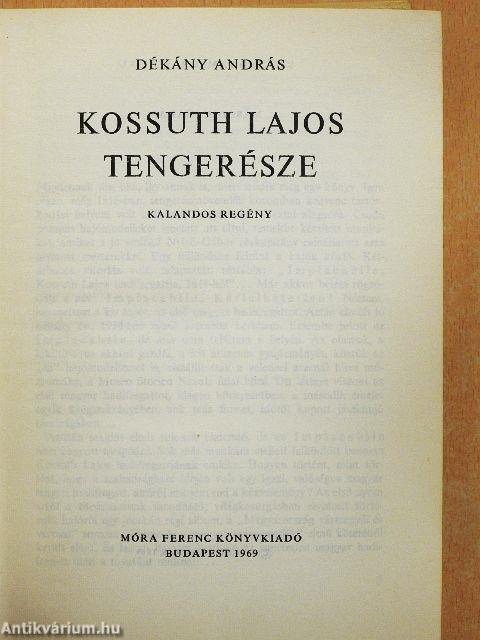 DÉKÁNY ANDRÁS
KOSSUTH LAJOS
TENGERÉSZE
KALANDOS REGÉNY
MÓRA FERENC KÖNYVKIADÓ
BUDAPEST 1969
Antikvárium.hu